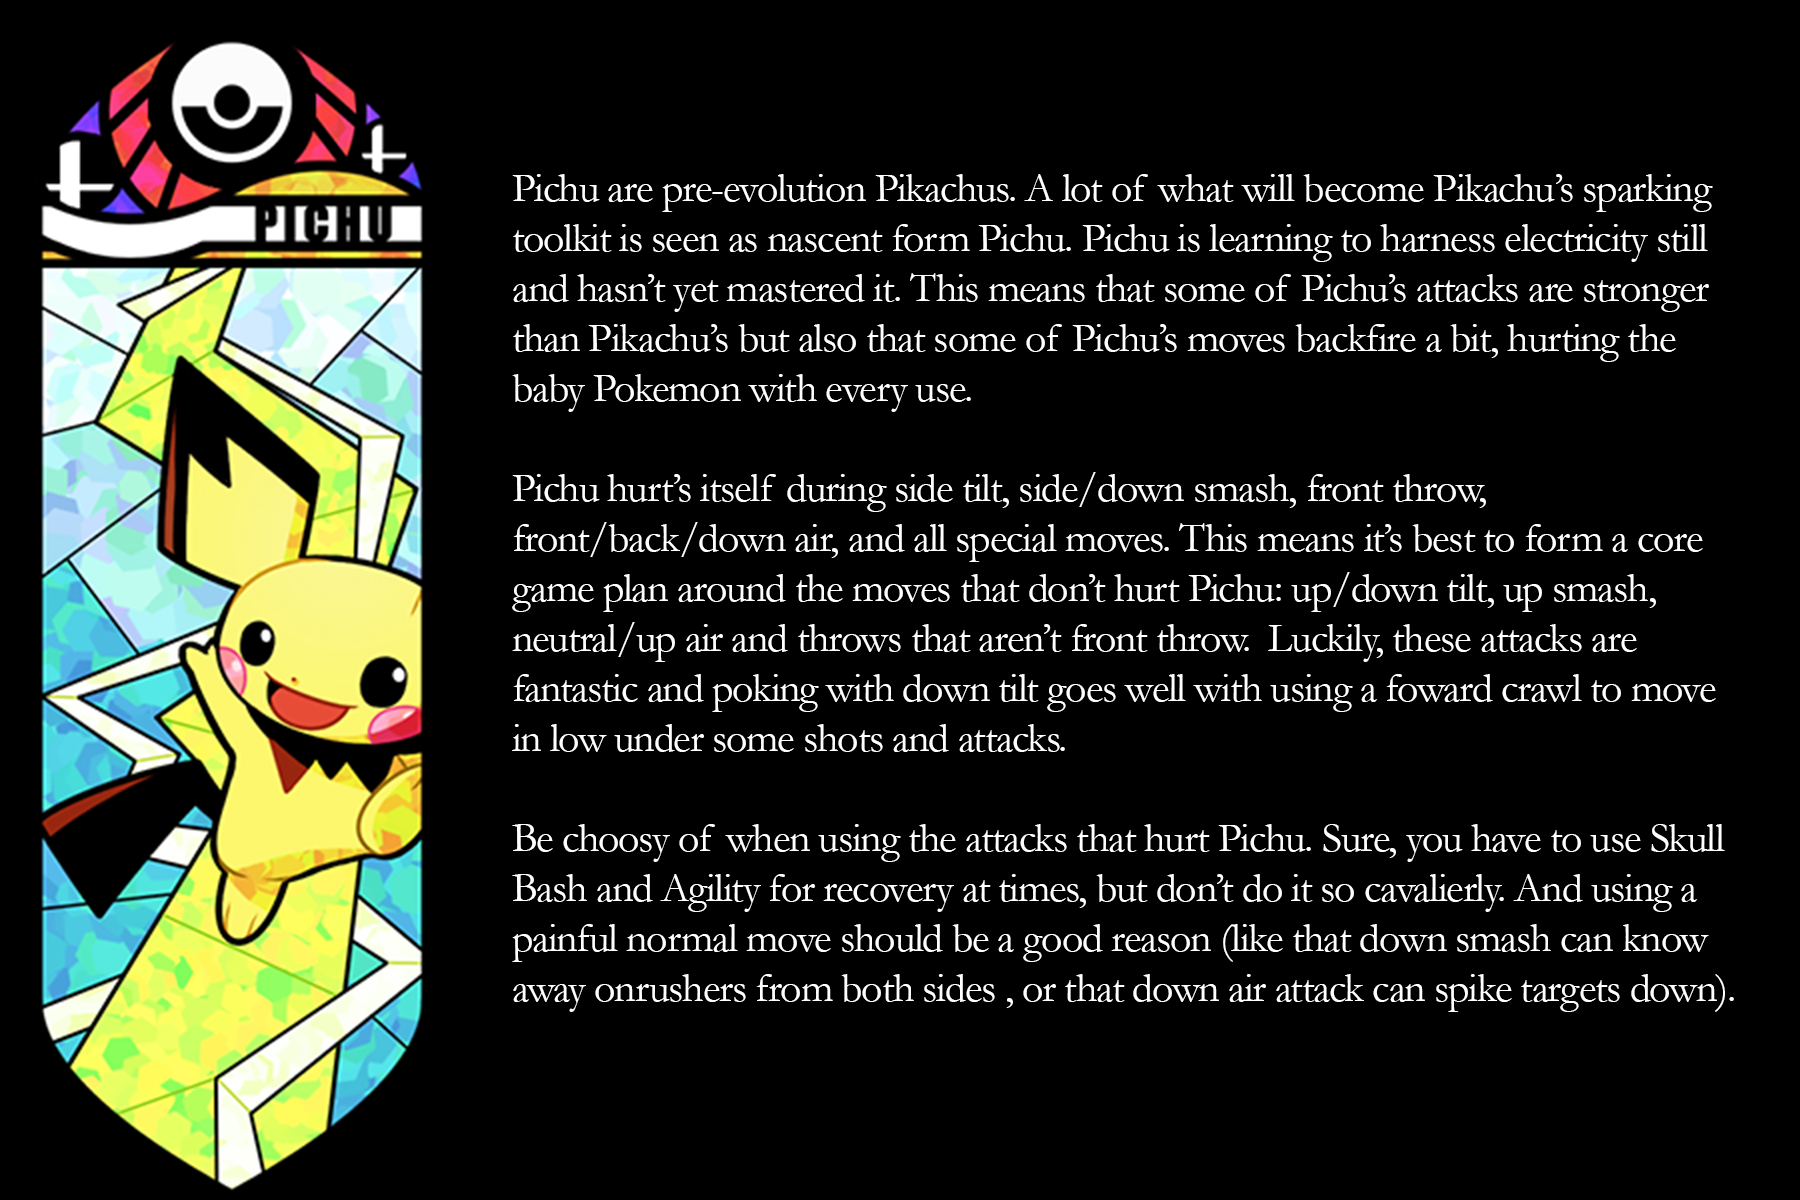 PICHU
Pichu are pre-evolution Pikachus. A lot of what will become Pikachu’s sparking
toolkit is seen as nascent form Pichu. Pichu is learning to harness electricity still
and hasn’t yet mastered it. This means that some of Pichu’s attacks are stronger
than Pikachu’s but also that some of Pichu’s moves backfire a bit, hurting the
baby Pokemon with every use.
Pichu hurt’s itself during side tilt, side/down smash, front throw,
front/back/down air, and all special moves. This means it’s best to form a core
game plan around the moves that don’t hurt Pichu: up/down tilt, up smash,
neutral/up air and throws that aren’t front throw. Luckily, these attacks are
fantastic and poking with down tilt goes well with using a foward crawl to move
in low under some shots and attacks.
Be choosy of when using the attacks that hurt Pichu. Sure, you have to use Skull
Bash and Agility for recovery at times, but don’t do it so cavalierly. And using a
painful normal move should be a good reason (like that down smash can know
away onrushers from both sides , or that down air attack can spike targets down).